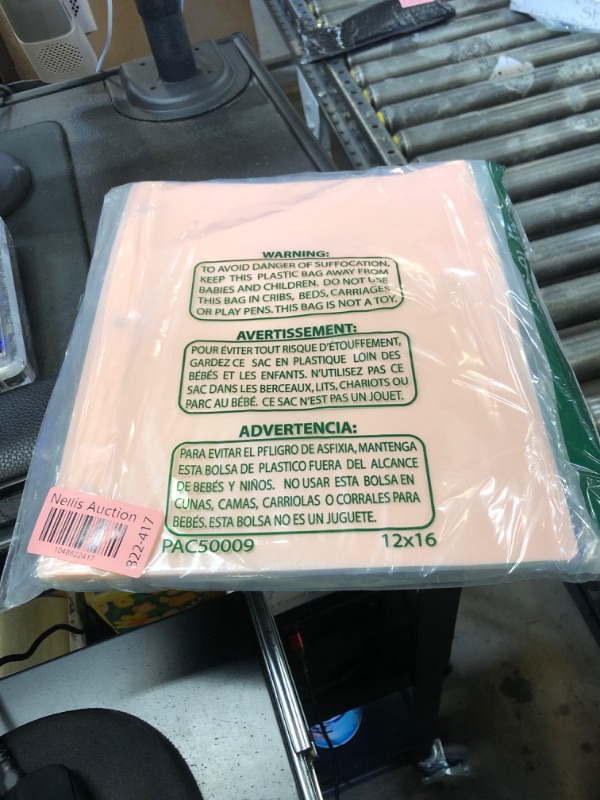 WARNING:
TO AVOID DANGER OF SUFFOCATION,
KEEP THIS PLASTIC BAG AWAY FROM
BABIES AND CHILDREN. DO NOT USE
THIS BAG IN CRIBS, BEDS, CARRIAGES
OR PLAY PENS. THIS BAG IS NOT A TOY.
AVERTISSEMENT:
POUR ÉVITER TOUT RISQUE D'ÉTOUFFEMENT,
GARDEZ CE SAC EN PLASTIQUE LOIN DES
BÉBÉS ET LES ENFANTS. N'UTILISEZ PAS CE
SAC DANS LES BERCEAUX, LITS, CHARIOTS OU
PARC AU BÉBÉ. CE SAC N'EST PAS UN JOUET.
ADVERTENCIA:
PARA EVITAR EL PFLIGRO DE ASFIXIA, MANTENGA
ESTA BOLSA DE PLASTICO FUERA DEL ALCANCE
DE BEBÉS Y NIÑOS. NO USAR ESTA BOLSA EN
CUNAS, CAMAS, CARRIOLAS O CORRALES PARA
BEBÉS. ESTA BOLSA NO ES UN JUGUETE.
PAC50009 12x16
Nellis Auction
1048822417
822-417